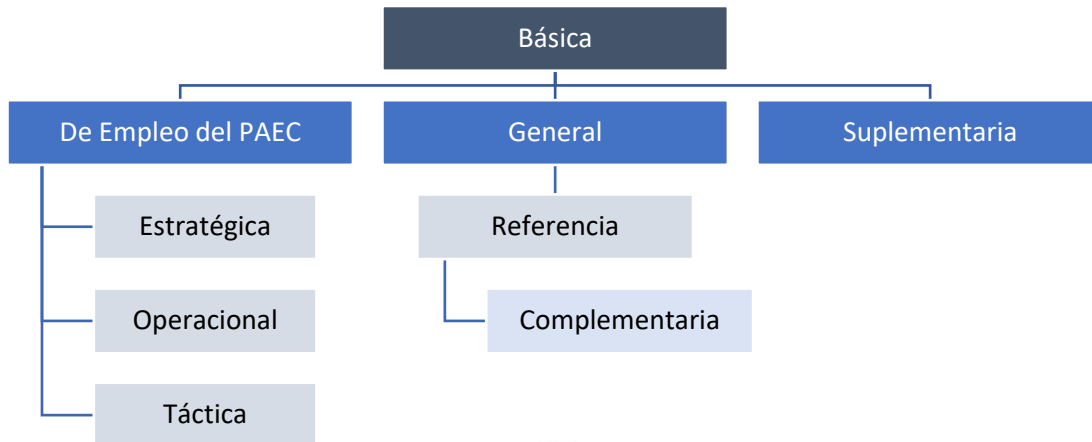 Básica
De Empleo del PAEC
General
Suplementaria
Estratégica
Referencia
Operacional
Complementaria
Táctica